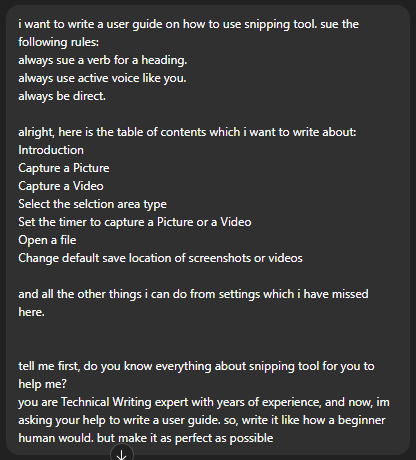 i want to write a user guide on how to use snipping tool. sue the
following rules:
always sue a verb for a heading.
always use active voice like you.
always be direct.
alright, here is the table of contents which i want to write about:
Introduction
Capture a Picture
Capture a Video
Select the selction area type
Set the timer to capture a Picture or a Video
Open a file
Change default save location of screenshots or videos
and all the other things i can do from settings which i have missed
here.
tell me first, do you know everything about snipping tool for you to
help me?
you are Technical Writing expert with years of experience, and now, im
asking your help to write a user guide. so, write it like how a beginner
human would. but make it as perfect as possible